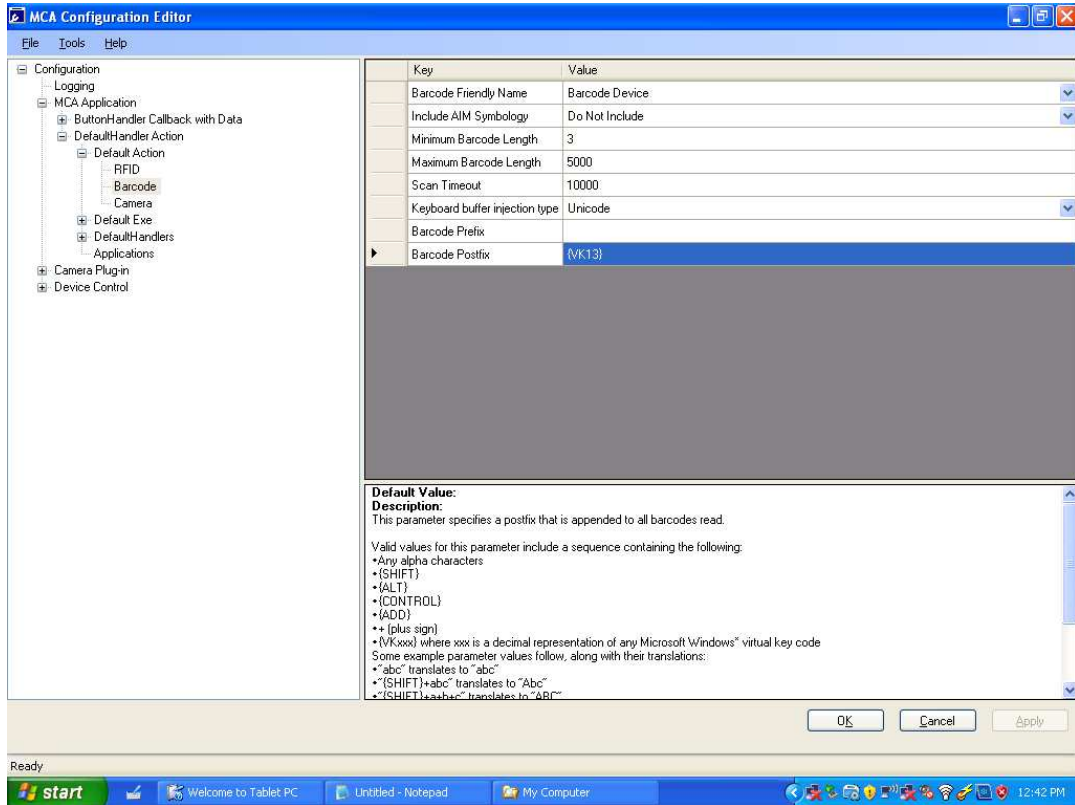 MCA Configuration Editor
File Tools Help
Configuration
Logging
MCA Application
ButtonHandler Callback with Data
DefaultHandler Action
Default Action
RFID
Barcode
Camera
Default Exe
DefaultHandlers
Applications
Camera Plug-in
Device Control
Key Value
Barcode Friendly Name Barcode Device
Include AIM Symbology Do Not Include
Minimum Barcode Length 3
Maximum Barcode Length 5000
Scan Timeout 10000
Keyboard buffer injection type Unicode
Barcode Prefix
Barcode Postfix {VK13}
Default Value:
Description:
This parameter specifies a postfix that is appended to all barcodes read.
Valid values for this parameter include a sequence containing the following:
•Any alpha characters
•{SHIFT}
•{ALT}
•{CONTROL}
•{ADD}
•+ (plus sign)
•{VKxxx} where xxx is a decimal representation of any Microsoft Windows* virtual key code
Some example parameter values follow, along with their translations:
•"abc" translates to "abc"
•"{SHIFT}+abc" translates to "Abc"
•"{SHIFT}+a+b+c" translates to "ABC"
OK Cancel Apply
Ready
start Welcome to Tablet PC Untitled - Notepad My Computer 12:42 PM